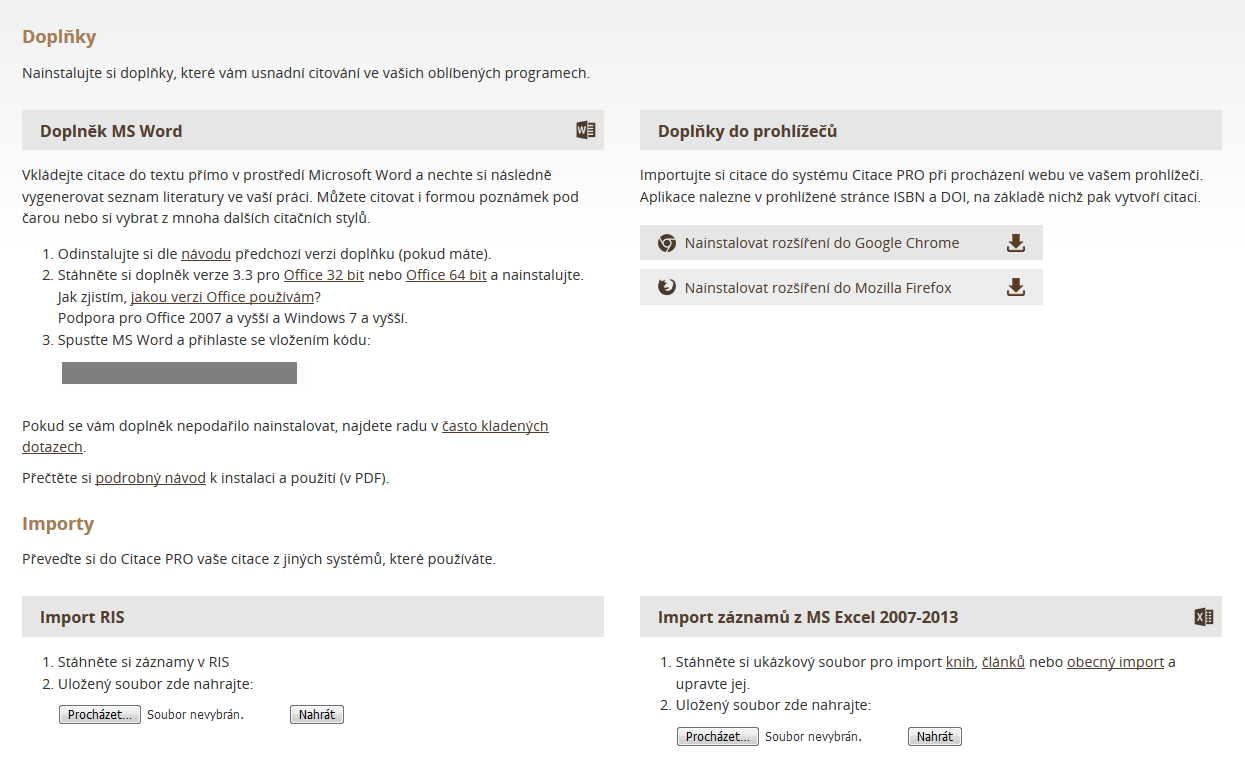 Doplňky
Nainstalujte si doplňky, které vám usnadní citování ve vašich oblíbených programech.
Doplněk MS Word
Vkládejte citace do textu přímo v prostředí Microsoft Word a nechte si následně
vygenerovat seznam literatury ve vaší práci. Můžete citovat i formou poznámek pod
čarou nebo si vybrat z mnoha dalších citačních stylů.
1. Odinstalujte si dle návodu předchozí verzi doplňku (pokud máte).
2. Stáhněte si doplněk verze 3.3 pro Office 32 bit nebo Office 64 bit a nainstalujte.
Jak zjistím, jakou verzi Office používám?
Podpora pro Office 2007 a vyšší a Windows 7 a vyšší.
3. Spusťte MS Word a přihlaste se vložením kódu:
Pokud se vám doplněk nepodařilo nainstalovat, najdete radu v často kladených
dotazech.
Přečtěte si podrobný návod k instalaci a použití (v PDF).
Doplňky do prohlížečů
Importujte si citace do systému Citace PRO při procházení webu ve vašem prohlížeči.
Aplikace nalezne v prohlížené stránce ISBN a DOI, na základě nichž pak vytvoří citaci.
Nainstalovat rozšíření do Google Chrome
Nainstalovat rozšíření do Mozilla Firefox
Importy
Převeďte si do Citace PRO vaše citace z jiných systémů, které používáte.
Import RIS
1. Stáhněte si záznamy v RIS
2. Uložený soubor zde nahrajte:
Procházet... Soubor nevybrán. Nahrát
Import záznamů z MS Excel 2007-2013
1. Stáhněte si ukázkový soubor pro import knih, článků nebo obecný import a
upravte jej.
2. Uložený soubor zde nahrajte:
Procházet... Soubor nevybrán. Nahrát